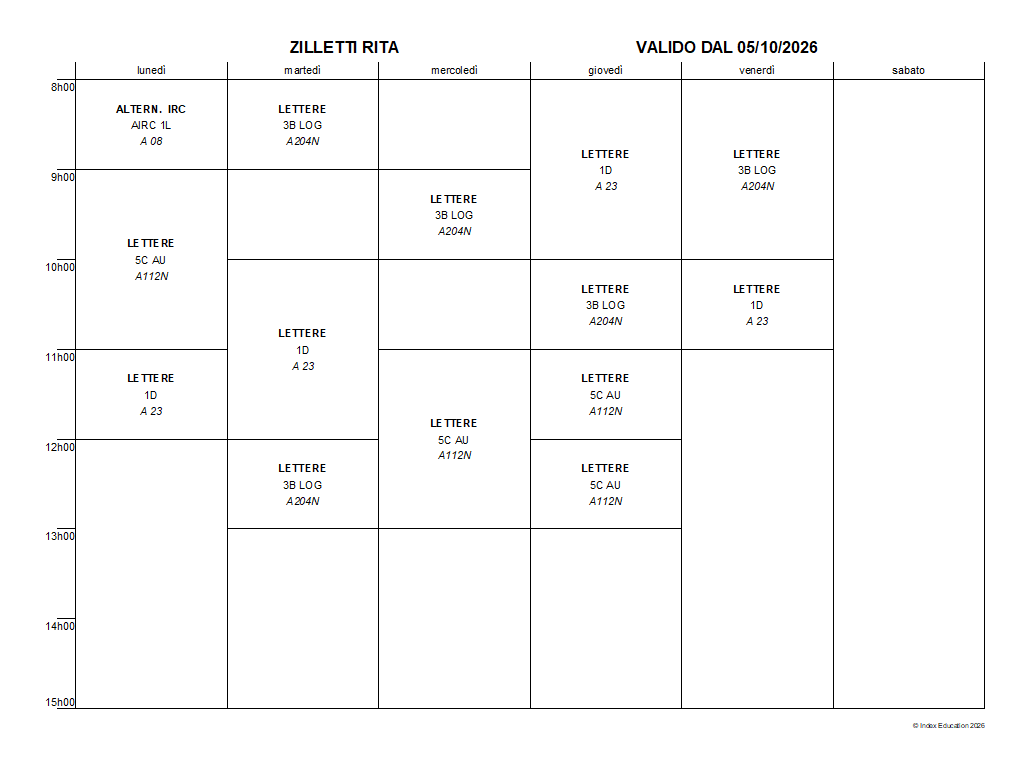 ZILLETTI RITA VALIDO DAL 05/10/2026
lunedì martedì mercoledì giovedì venerdì sabato
8h00
ALTERN. IRC
AIRC 1L
A 08
LETTERE
3B LOG
A204N
LETTERE
1D
A 23
LETTERE
3B LOG
A204N
9h00
LETTERE
3B LOG
A204N
LETTERE
5C AU
A112N
10h00
LETTERE
3B LOG
A204N
LETTERE
1D
A 23
LETTERE
1D
A 23
11h00
LETTERE
1D
A 23
LETTERE
5C AU
A112N
LETTERE
5C AU
A112N
12h00
LETTERE
3B LOG
A204N
LETTERE
5C AU
A112N
13h00
14h00
15h00
© Index Education 2026